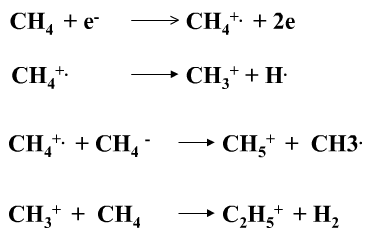 CH₄ + e⁻ → CH₄⁺· + 2e
CH₄⁺· → CH₃⁺ + H·
CH₄⁺· + CH₄ ⁻ → CH₅⁺ + CH3·
CH₃⁺ + CH₄ → C₂H₅⁺ + H₂